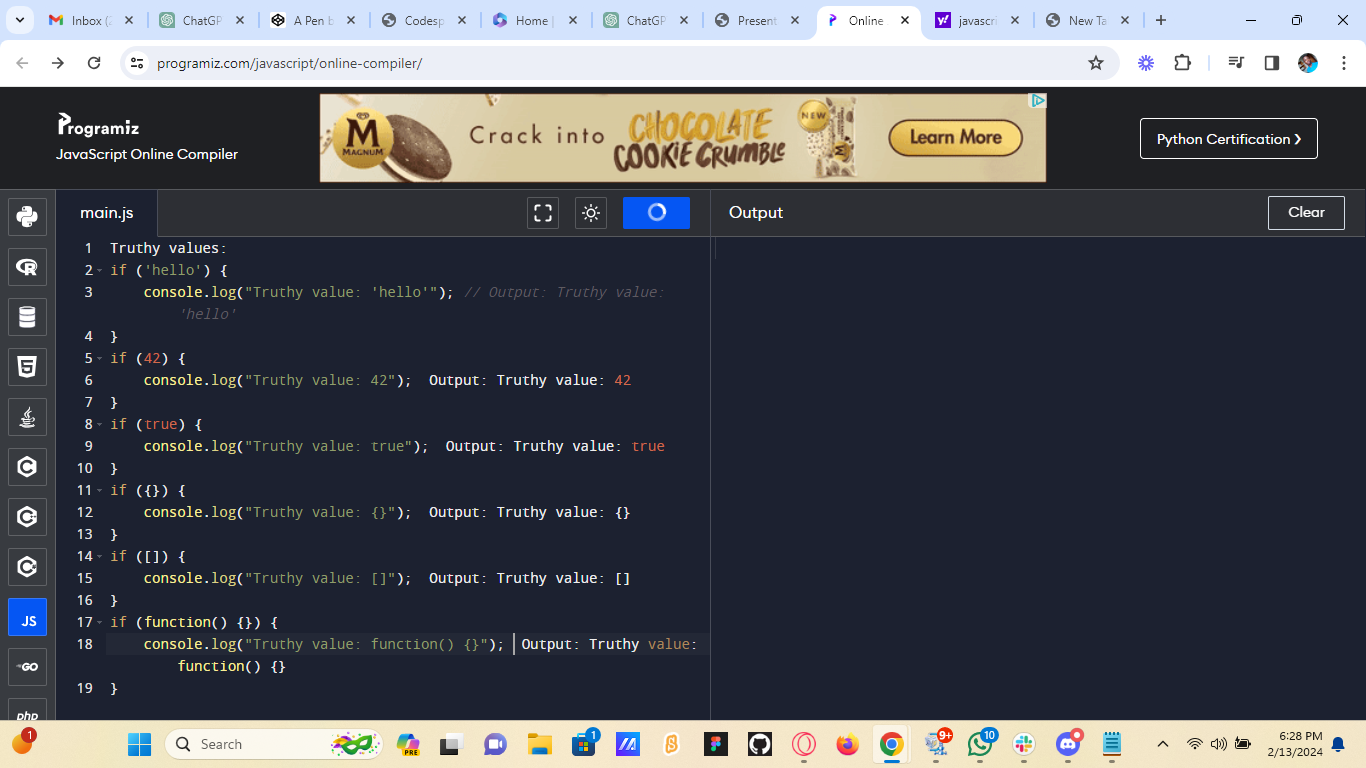 Inbox (2
ChatGP
A Pen b
Codesp
Home |
ChatGP
Present
Online
javascri
New Ta
programiz.com/javascript/online-compiler/
Programiz
JavaScript Online Compiler
MAGNUM
Crack into
CHOCOLATE
COOKIE CRUMBLE
NEW
Learn More
Python Certification ›
main.js
Output
Clear
1 Truthy values:
2 if ('hello') {
3 console.log("Truthy value: 'hello'"); // Output: Truthy value:
'hello'
4 }
5 if (42) {
6 console.log("Truthy value: 42");  Output: Truthy value: 42
7 }
8 if (true) {
9 console.log("Truthy value: true");  Output: Truthy value: true
10 }
11 if ({}) {
12 console.log("Truthy value: {}");  Output: Truthy value: {}
13 }
14 if ([]) {
15 console.log("Truthy value: []");  Output: Truthy value: []
16 }
17 if (function() {}) {
18 console.log("Truthy value: function() {}");  Output: Truthy value:
function() {}
19 }
JS
GO
php
1
Search
PRE
1
9+
10
6:28 PM
2/13/2024